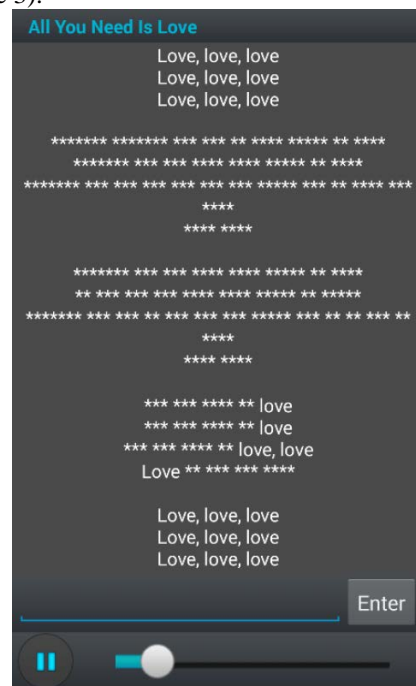 3).
All You Need Is Love
Love, love, love
Love, love, love
Love, love, love
******* ******* *** *** ** **** ***** ** ****
******* *** *** **** **** ***** ** ****
******* *** *** *** *** *** *** ***** *** ** **** ***
****
**** ****
******* *** *** **** **** ***** ** ****
** *** *** *** **** **** ***** ** *****
******* *** *** ** *** *** *** ***** *** ** ** *** **
****
**** ****
*** *** **** ** love
*** *** **** ** love
*** *** **** ** love, love
Love ** *** *** ****
Love, love, love
Love, love, love
Love, love, love
Enter